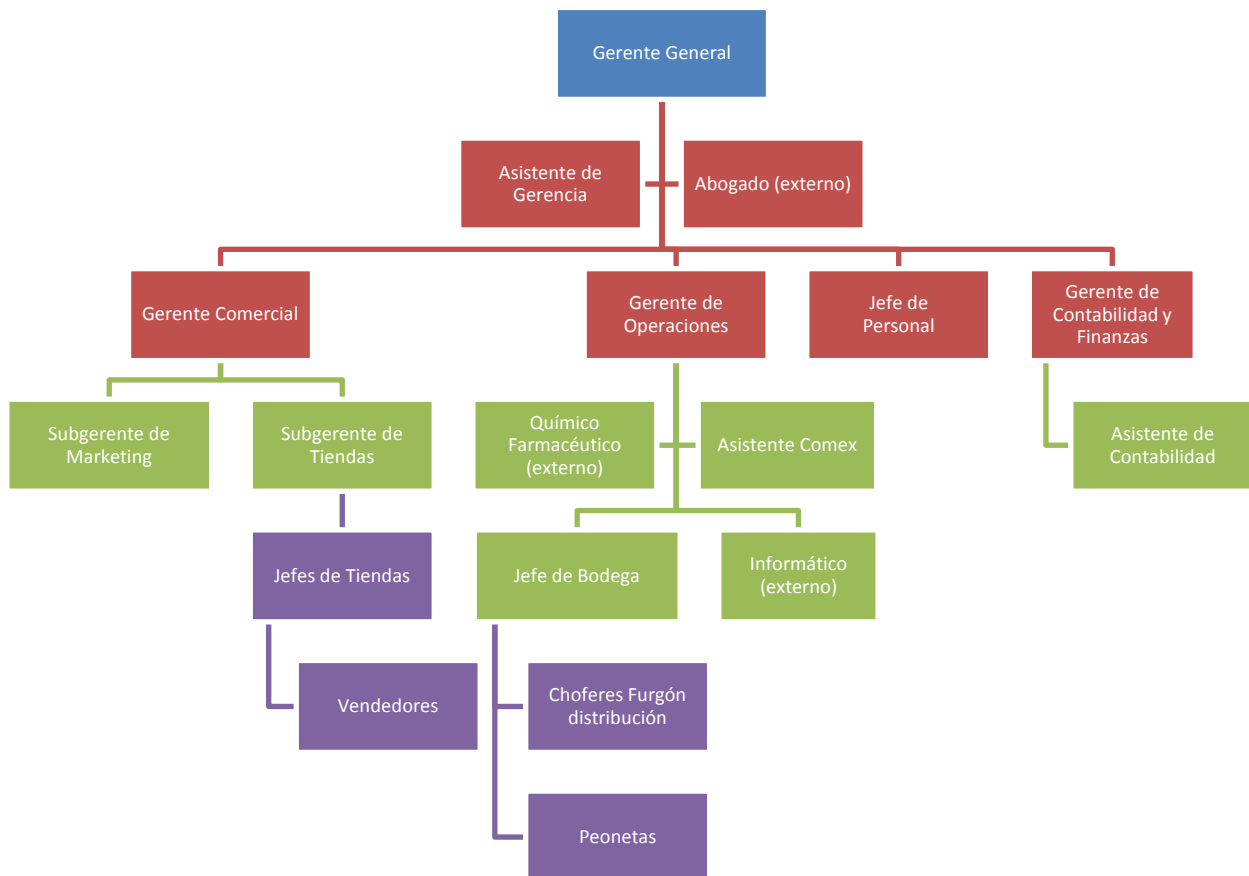 Gerente General
Asistente de
Gerencia
Abogado (externo)
Gerente Comercial
Gerente de
Operaciones
Jefe de
Personal
Gerente de
Contabilidad y
Finanzas
Subgerente de
Marketing
Subgerente de
Tiendas
Químico
Farmacéutico
(externo)
Asistente Comex
Asistente de
Contabilidad
Jefes de Tiendas
Jefe de Bodega
Informático
(externo)
Vendedores
Choferes Furgón
distribución
Peonetas